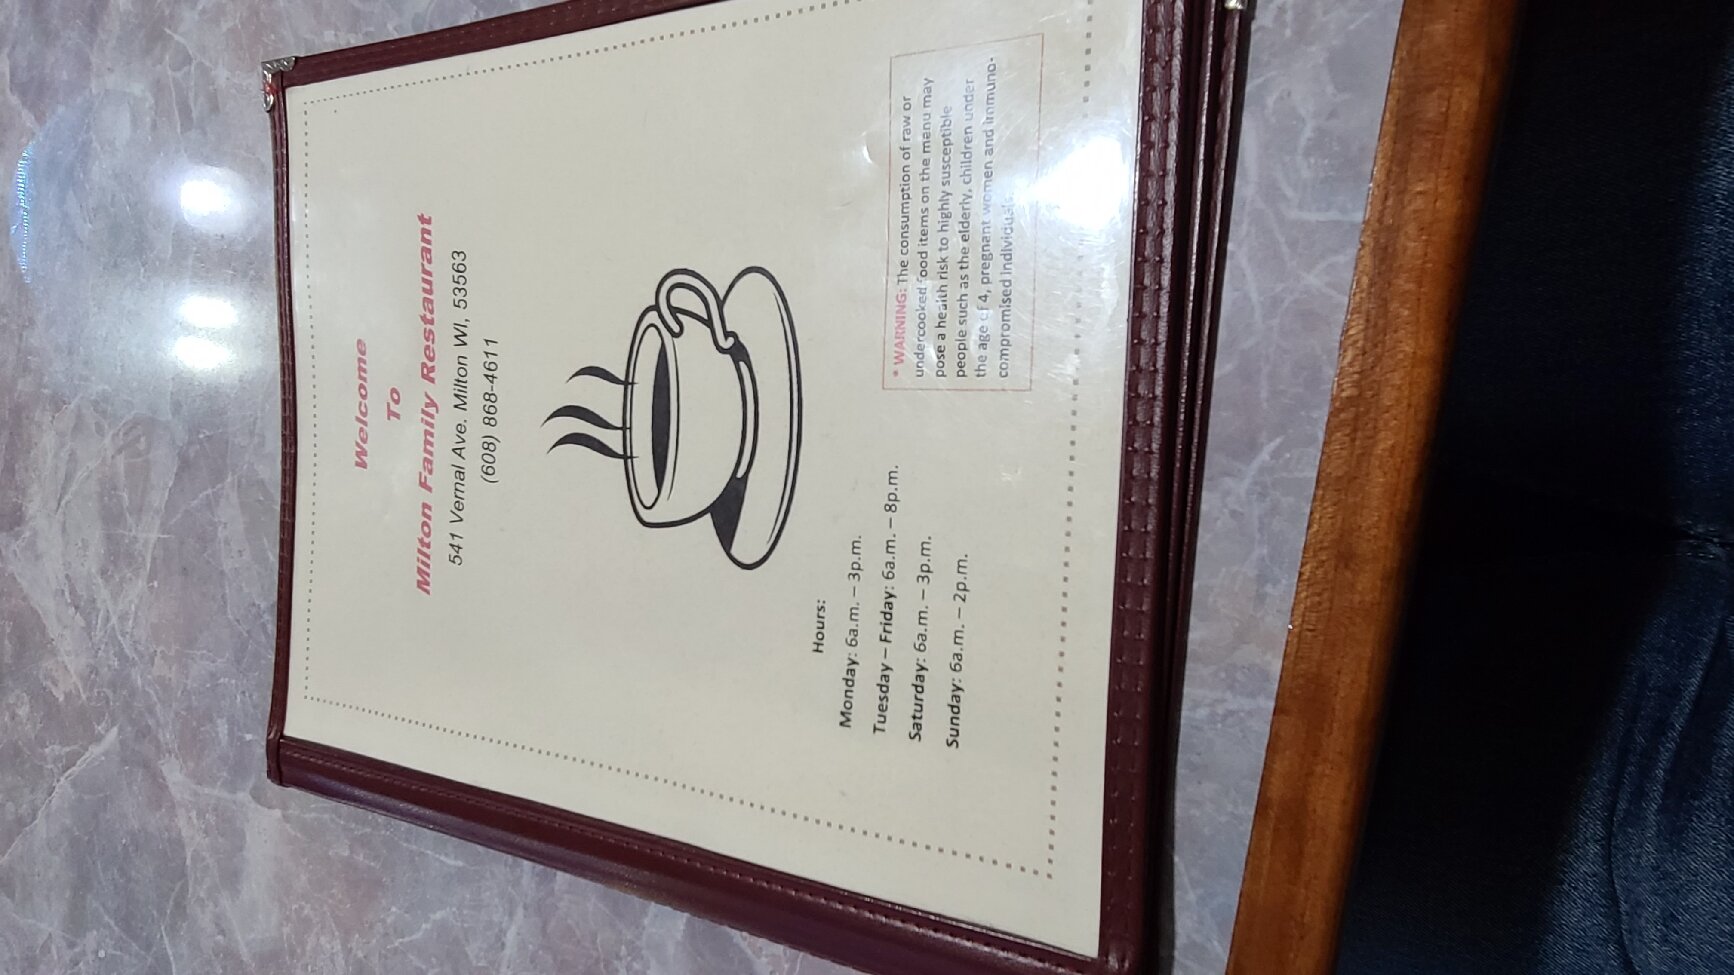 Welcome
To
Milton Family Restaurant
541 Vernal Ave. Milton WI, 53563
(608) 868-4611
Hours:
Monday: 6a.m. – 3p.m.
Tuesday – Friday: 6a.m. – 8p.m.
Saturday: 6a.m. – 3p.m.
Sunday: 6a.m. – 2p.m.
* WARNING: The consumption of raw or
undercooked food items on the menu may
pose a health risk to highly susceptible
people such as the elderly, children under
the age of 4, pregnant women and immuno-
compromised individuals.